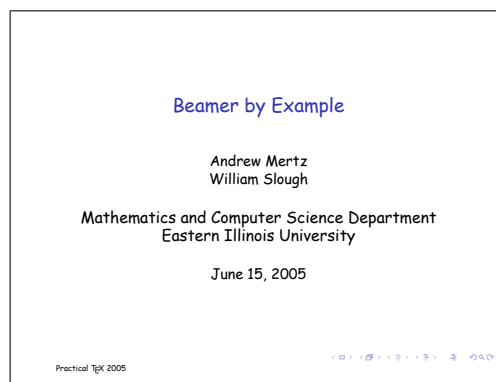 Beamer by Example
Andrew Mertz
William Slough
Mathematics and Computer Science Department
Eastern Illinois University
June 15, 2005
Practical TeX 2005